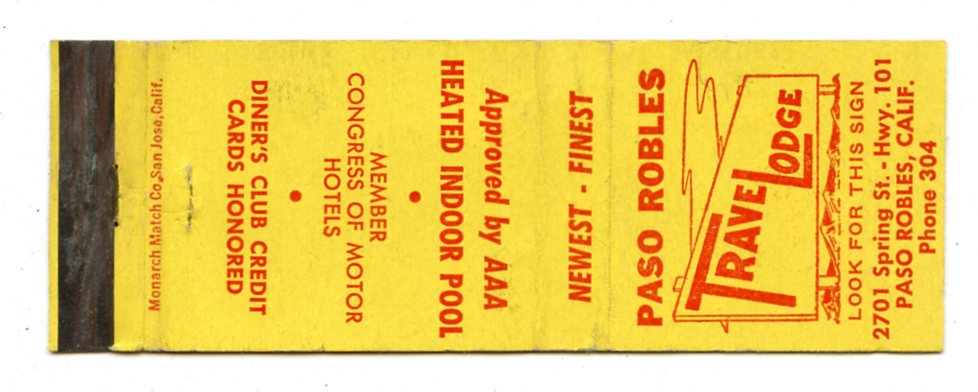 NEWEST - FINEST
PASO ROBLES
TRAVELODGE
LOOK FOR THIS SIGN
2701 Spring St. - Hwy. 101
PASO ROBLES, CALIF.
Phone 304
Approved by AAA
HEATED INDOOR POOL
•
MEMBER
CONGRESS OF MOTOR
HOTELS
•
DINER'S CLUB CREDIT
CARDS HONORED
Monarch Match Co, San Jose, Calif.